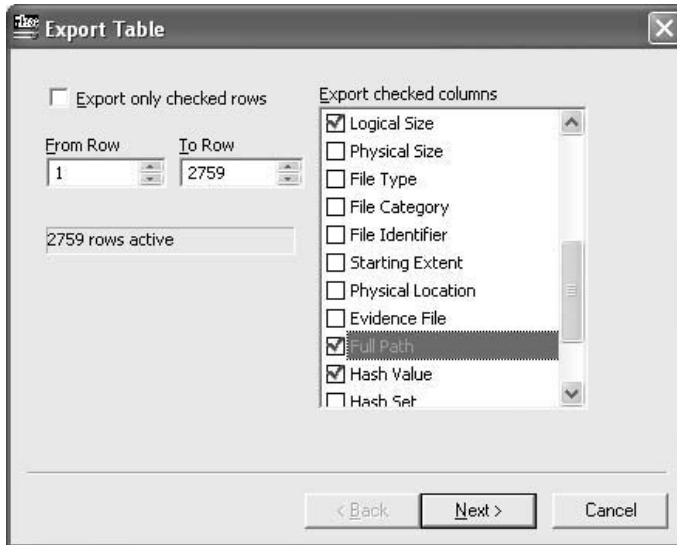 Export Table
Export only checked rows
From Row
To Row
1
2759
2759 rows active
Export checked columns
Logical Size
Physical Size
File Type
File Category
File Identifier
Starting Extent
Physical Location
Evidence File
Full Path
Hash Value
Hash Set
< Back
Next >
Cancel